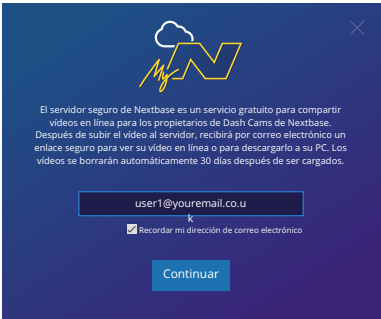 My N
El servidor seguro de Nextbase es un servicio gratuito para compartir
vídeos en línea para los propietarios de Dash Cams de Nextbase.
Después de subir el vídeo al servidor, recibirá por correo electrónico un
enlace seguro para ver su vídeo en línea o para descargarlo a su PC. Los
vídeos se borrarán automáticamente 30 días después de ser cargados.
user1@youremail.co.u
k
Recordar mi dirección de correo electrónico
Continuar